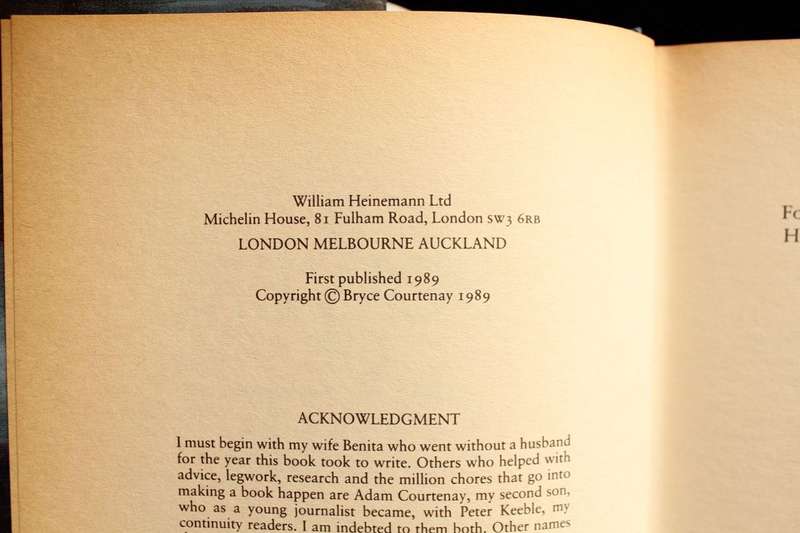 William Heinemann Ltd
Michelin House, 81 Fulham Road, London SW3 6RB
LONDON MELBOURNE AUCKLAND
First published 1989
Copyright © Bryce Courtenay 1989
ACKNOWLEDGMENT
I must begin with my wife Benita who went without a husband
for the year this book took to write. Others who helped with
advice, legwork, research and the million chores that go into
making a book happen are Adam Courtenay, my second son,
who as a young journalist became, with Peter Keeble, my
continuity readers. I am indebted to them both. Other names